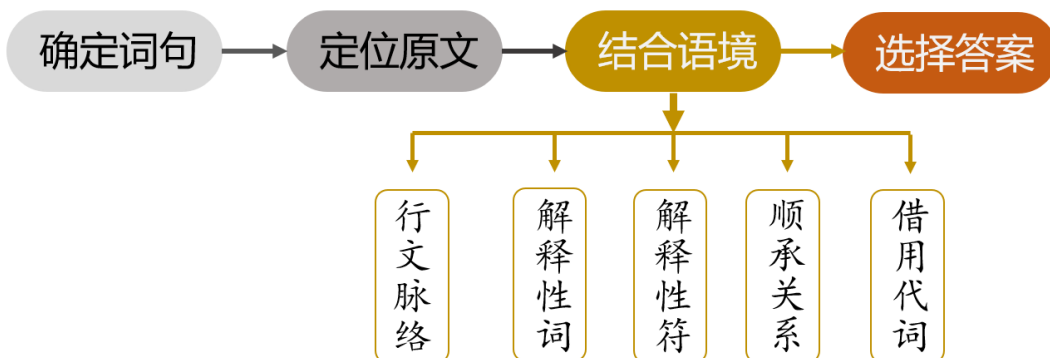 确定词句
定位原文
结合语境
选择答案
行文脉络
解释性词
解释性符
顺承关系
借用代词